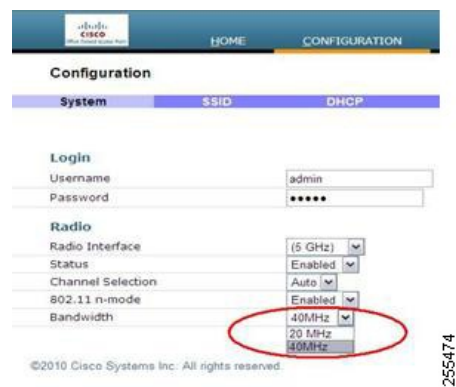 CISCO
HOME CONFIGURATION
Configuration
System SSID DHCP
Login
Username admin
Password •••••
Radio
Radio Interface (5 GHz)
Status Enabled
Channel Selection Auto
802.11 n-mode Enabled
Bandwidth 40MHz
20 MHz
40MHz
©2010 Cisco Systems Inc. All rights reserved.
255474